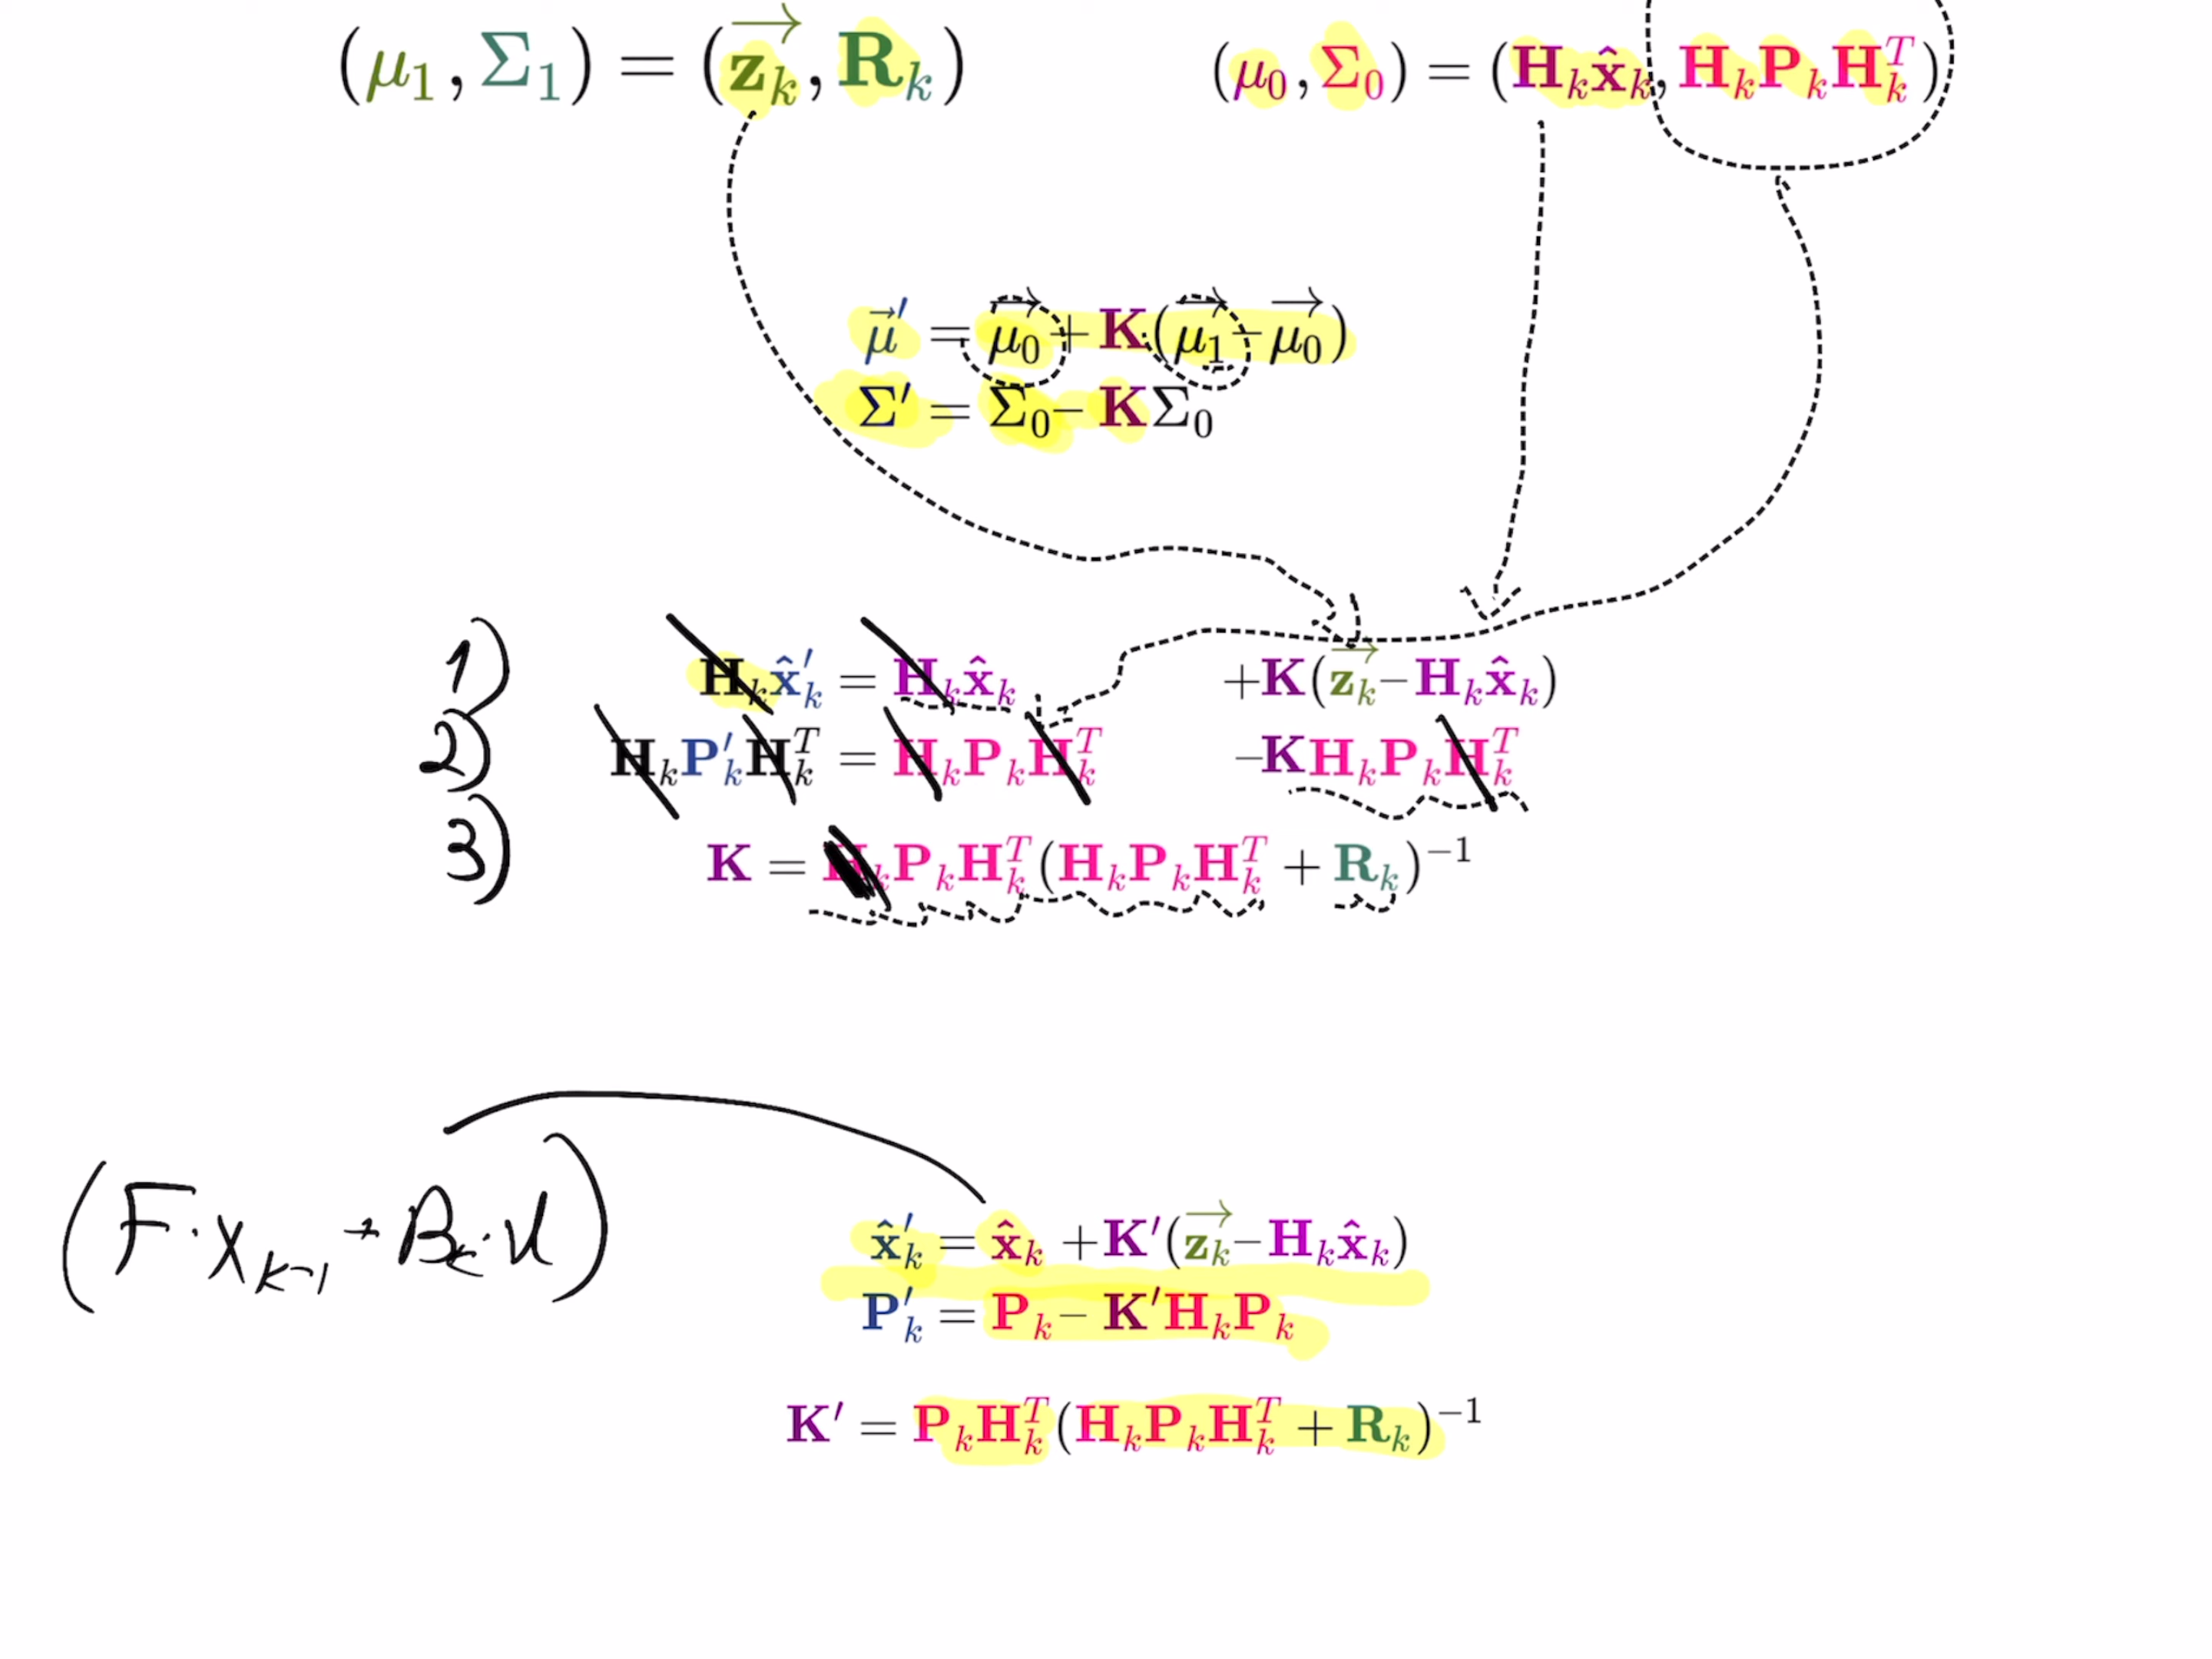 (μ₁, Σ₁) = (z⃗ₖ, Rₖ) (μ₀, Σ₀) = (Hₖx̂ₖ, HₖPₖHₖᵀ)
μ⃗′ = μ⃗₀ + K(μ⃗₁ − μ⃗₀)
Σ′ = Σ₀ − KΣ₀
1) Hₖx̂′ₖ = Hₖx̂ₖ +K(z⃗ₖ − Hₖx̂ₖ)
2) HₖP′ₖHₖᵀ = HₖPₖHₖᵀ −KHₖPₖHₖᵀ
3) K = HₖPₖHₖᵀ(HₖPₖHₖᵀ + Rₖ)⁻¹
(F·xₖ₋₁ + Bₖ·u)
x̂′ₖ = x̂ₖ + K′(z⃗ₖ − Hₖx̂ₖ)
P′ₖ = Pₖ − K′HₖPₖ
K′ = PₖHₖᵀ(HₖPₖHₖᵀ + Rₖ)⁻¹